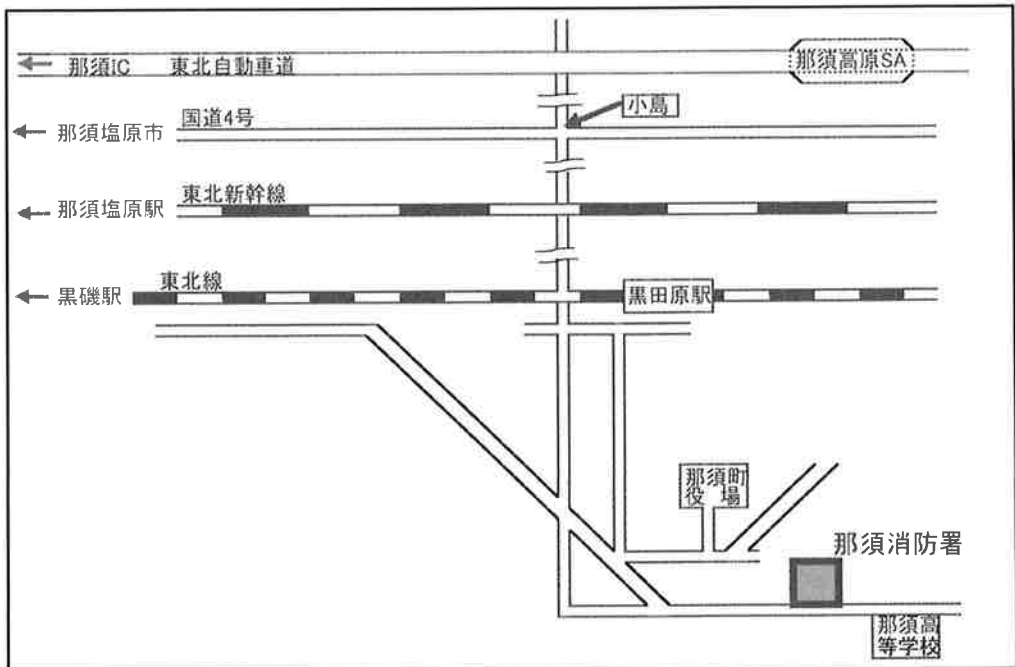 那須IC 東北自動車道
那須高原SA
国道4号
小島
那須塩原市
東北新幹線
那須塩原駅
東北線
黒磯駅
黒田原駅
那須町
役場
那須消防署
那須高
等学校